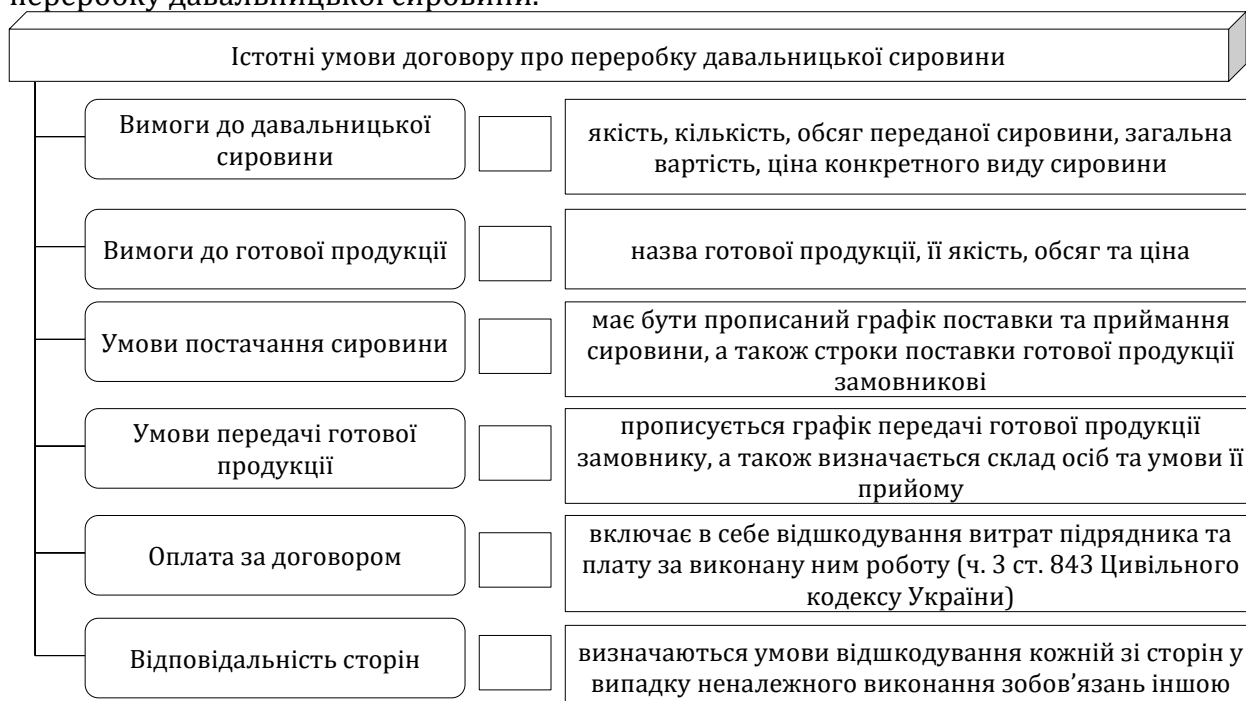 переробку давальницької сировини.
Істотні умови договору про переробку давальницької сировини
Вимоги до давальницької
сировини
якість, кількість, обсяг переданої сировини, загальна
вартість, ціна конкретного виду сировини
Вимоги до готової продукції
назва готової продукції, її якість, обсяг та ціна
Умови постачання сировини
має бути прописаний графік поставки та приймання
сировини, а також строки поставки готової продукції
замовникові
Умови передачі готової
продукції
прописується графік передачі готової продукції
замовнику, а також визначається склад осіб та умови її
прийому
Оплата за договором
включає в себе відшкодування витрат підрядника та
плату за виконану ним роботу (ч. 3 ст. 843 Цивільного
кодексу України)
Відповідальність сторін
визначаються умови відшкодування кожній зі сторін у
випадку неналежного виконання зобов’язань іншою